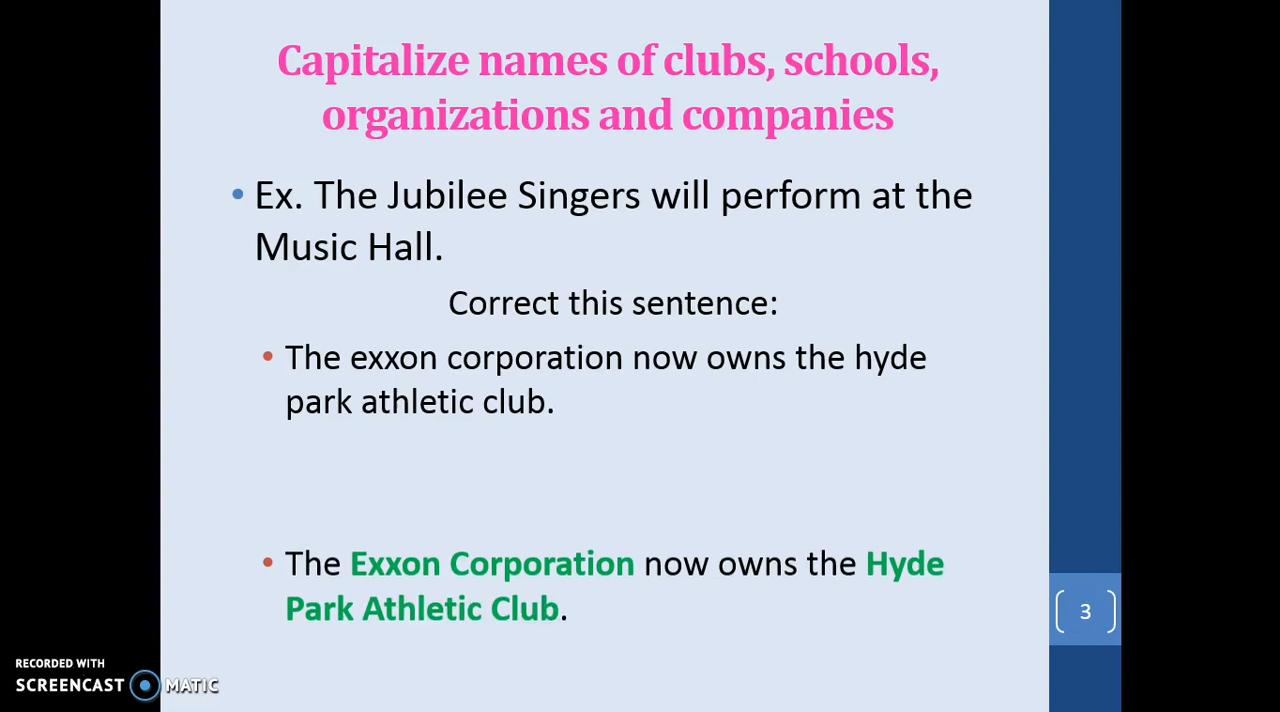 Capitalize names of clubs, schools,
organizations and companies
• Ex. The Jubilee Singers will perform at the
Music Hall.
Correct this sentence:
• The exxon corporation now owns the hyde
park athletic club.
• The Exxon Corporation now owns the Hyde
Park Athletic Club.
3
RECORDED WITH
SCREENCAST MATIC